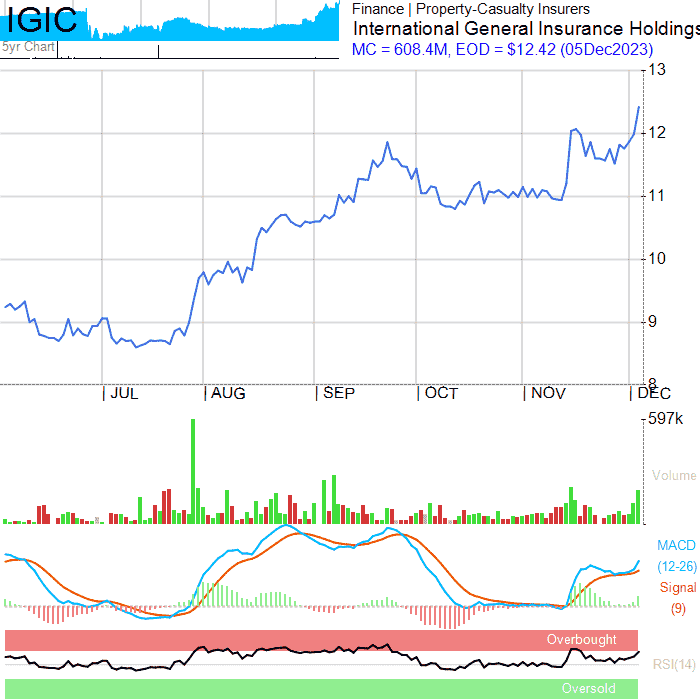 IGIC
5yr Chart
Finance | Property-Casualty Insurers
International General Insurance Holdings
MC = 608.4M, EOD = $12.42 (05Dec2023)
13
12
11
10
9
8
| JUL | AUG | SEP | OCT | NOV | DEC
597k
Volume
MACD
(12-26)
Signal
(9)
Overbought
RSI(14)
Oversold